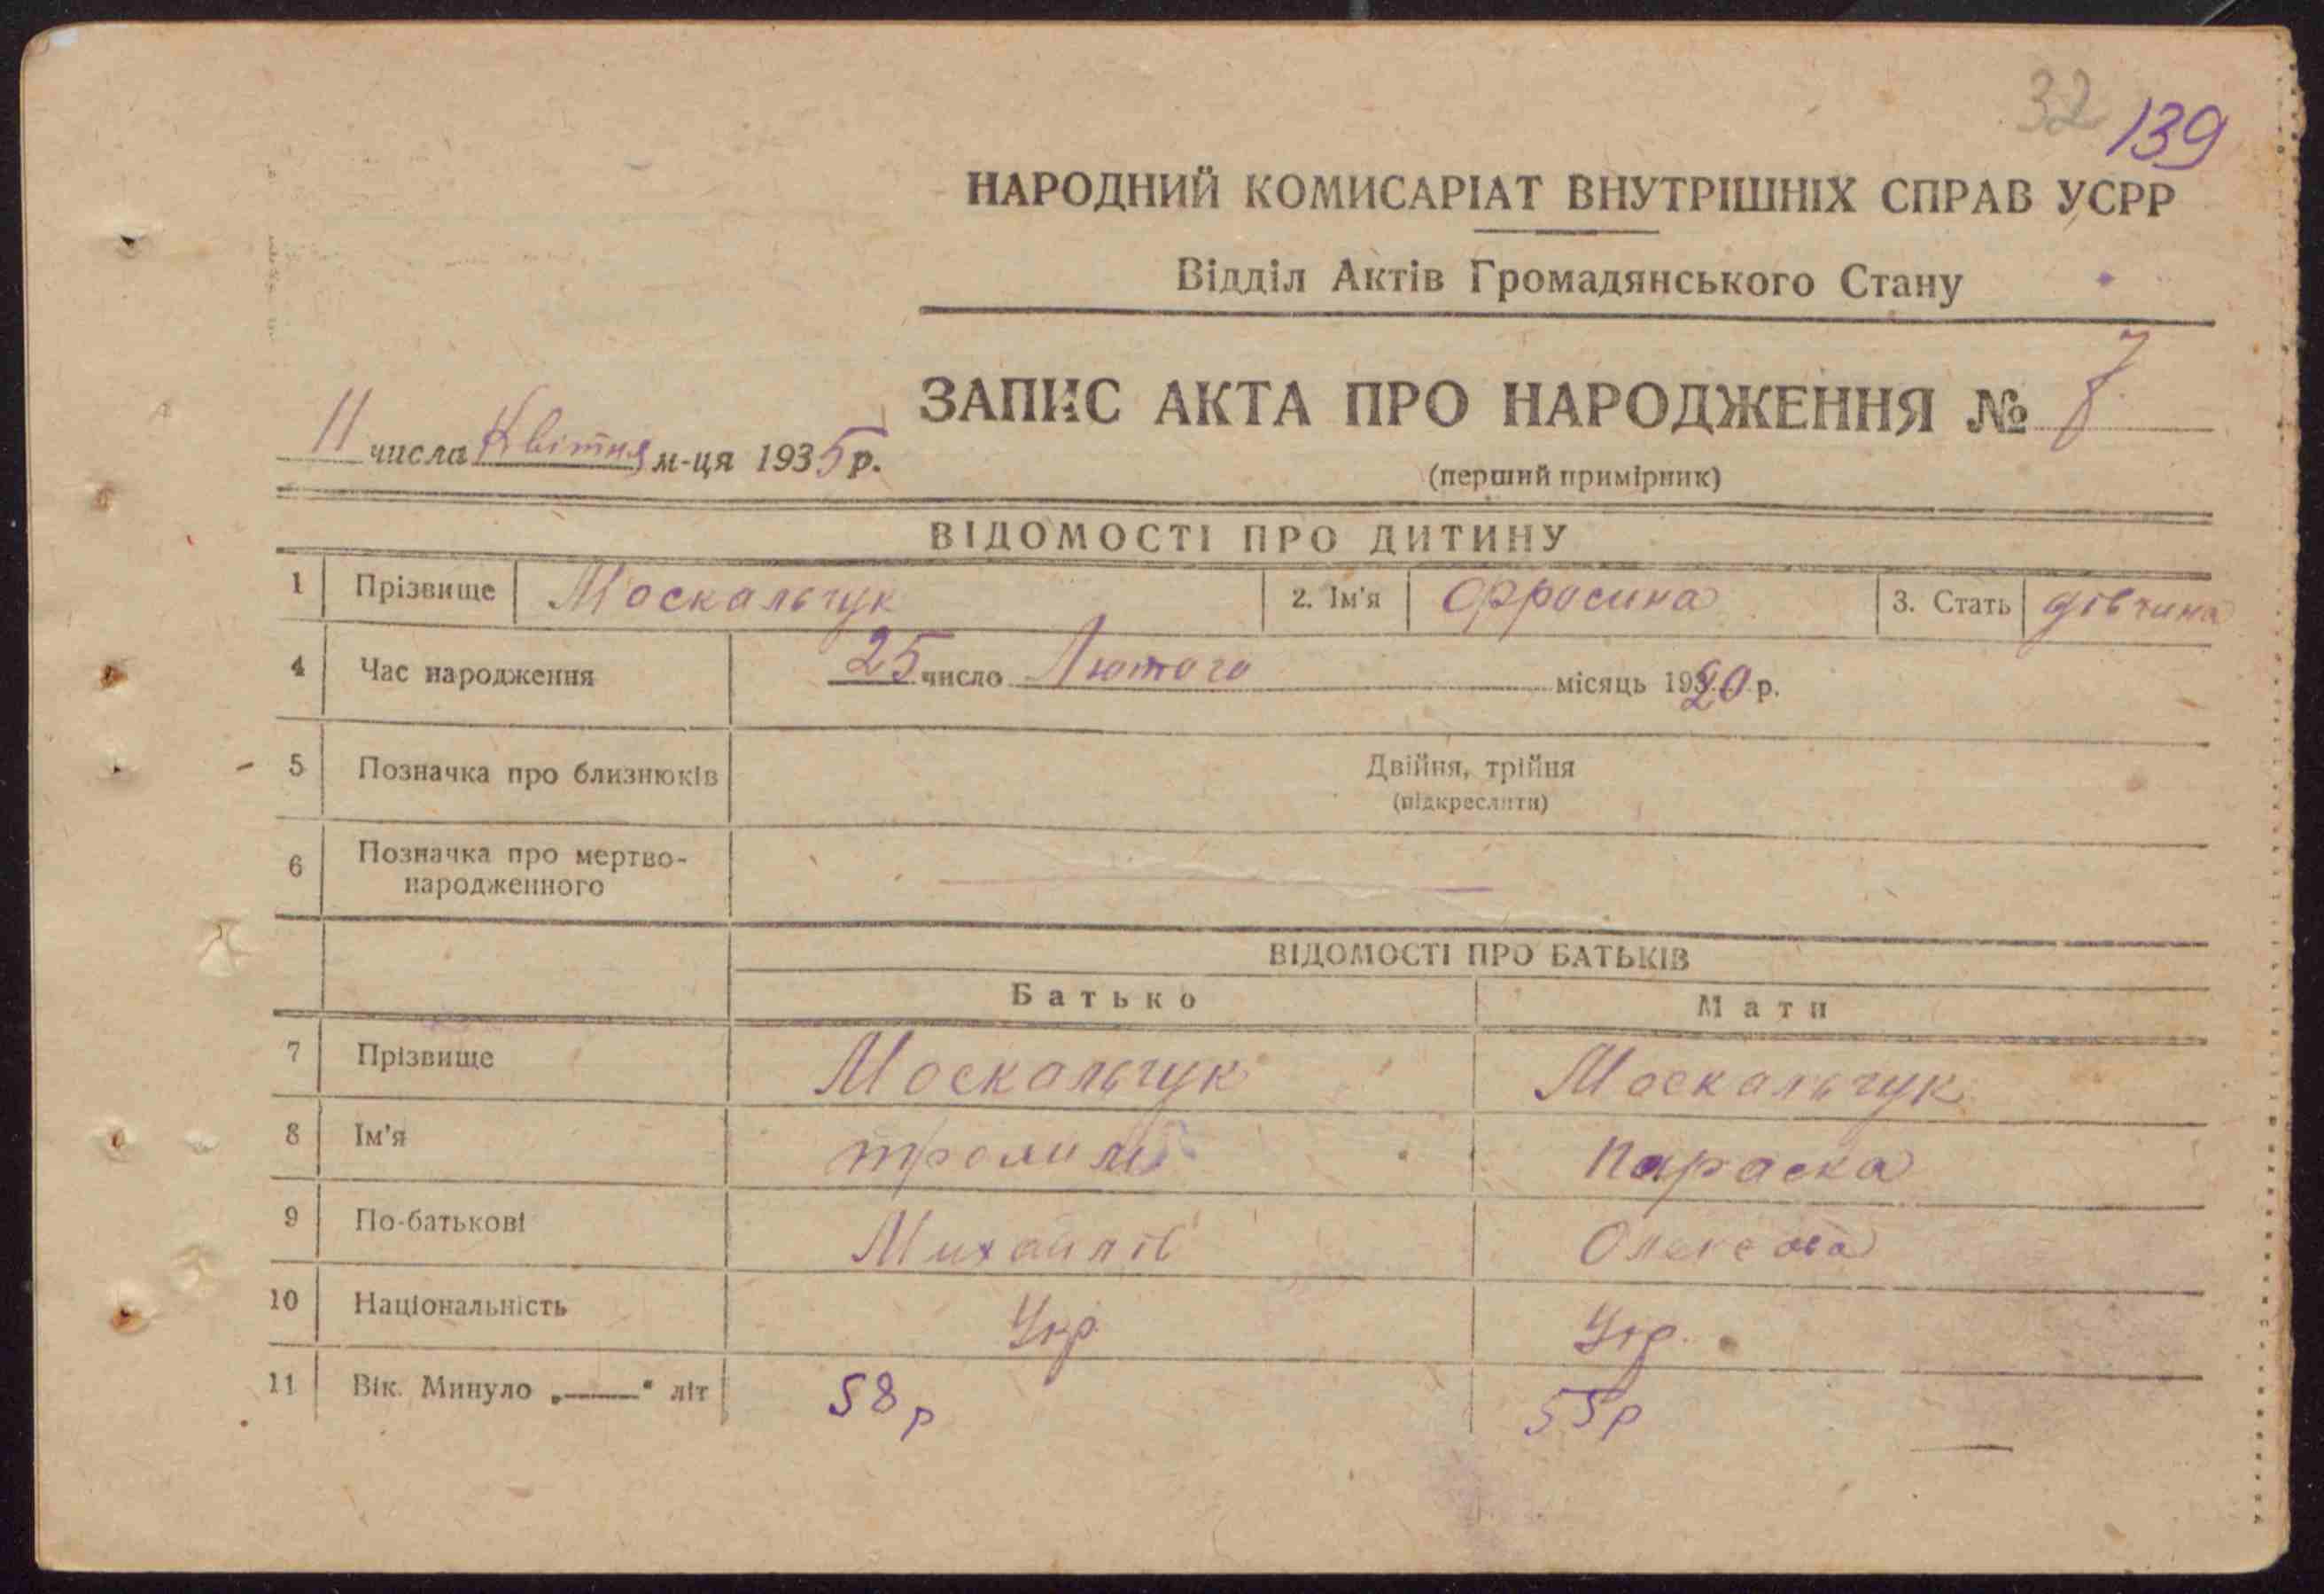 32 139
НАРОДНИЙ КОМИСАРІАТ ВНУТРІШНІХ СПРАВ УСРР
Відділ Актів Громадянського Стану
ЗАПИС АКТА ПРО НАРОДЖЕННЯ № 7
11 числа Квітня м-ця 1935 р.
(перший примірник)
ВІДОМОСТІ ПРО ДИТИНУ
1 Прізвище Москальчук 2. Ім'я Офросина 3. Стать дівчина
4 Час народження 25 число Лютого місяць 1920 р.
5 Позначка про близнюків Двійня, трійня
(підкреслити)
6 Позначка про мертво-
народженного
ВІДОМОСТІ ПРО БАТЬКІВ
Батько Мати
7 Прізвище Москальчук Москальчук
8 Ім'я Параска
9 По-батькові Михайлів
10 Національність Укр Укр.
11 Вік. Минуло „——“ літ 58 р 55 р